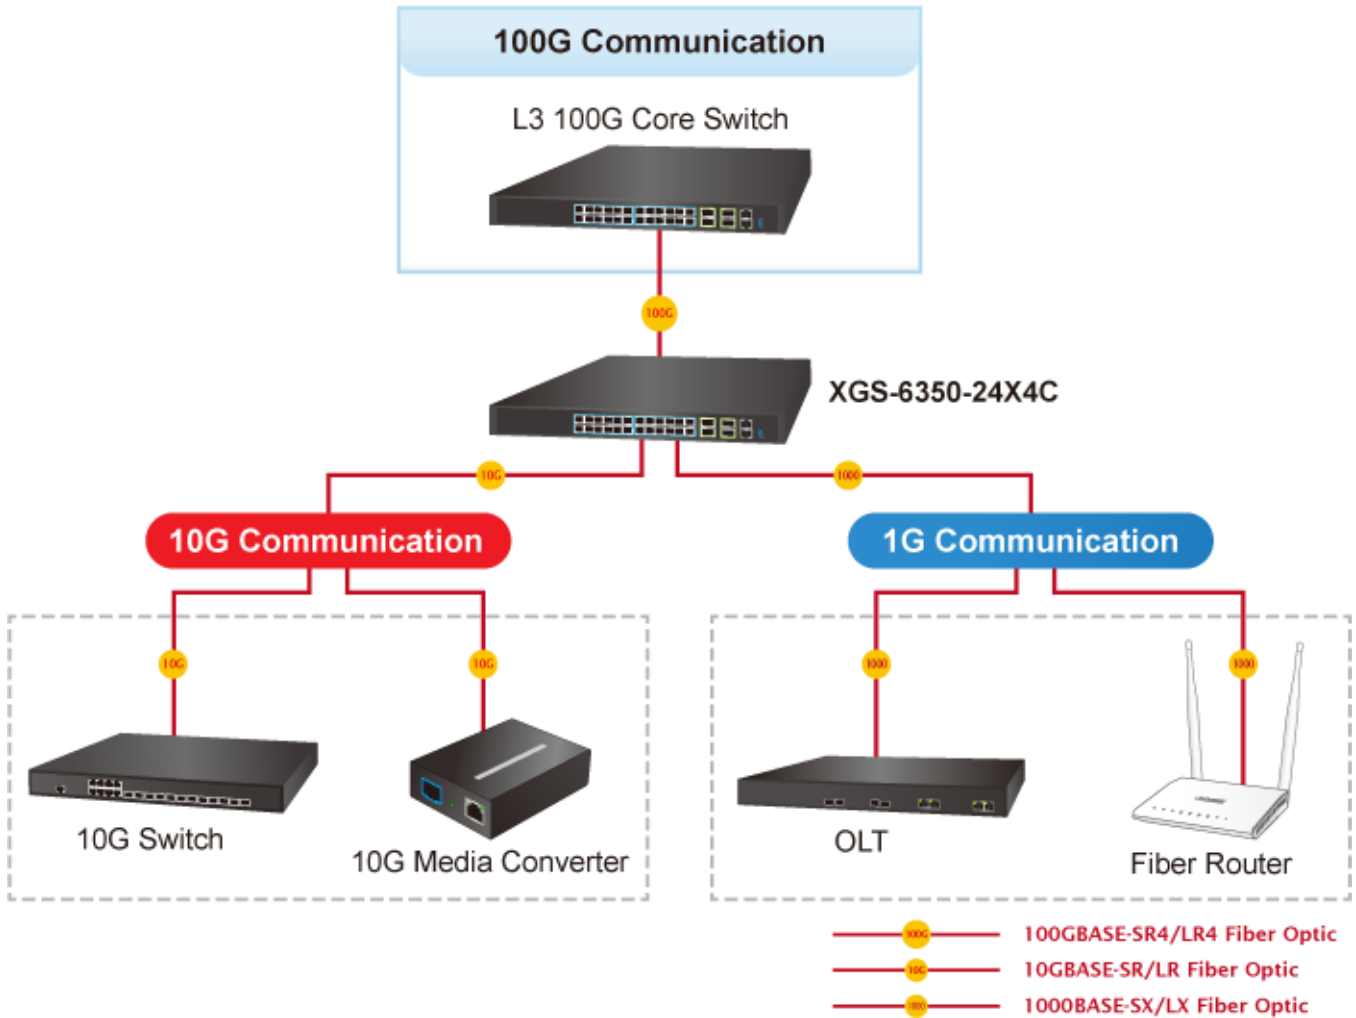 100G Communication
L3 100G Core Switch
100G
XGS-6350-24X4C
10G
1000
10G Communication
1G Communication
10G
10G
1000
1000
10G Switch
10G Media Converter
OLT
Fiber Router
100G
100GBASE-SR4/LR4 Fiber Optic
10G
10GBASE-SR/LR Fiber Optic
1000
1000BASE-SX/LX Fiber Optic